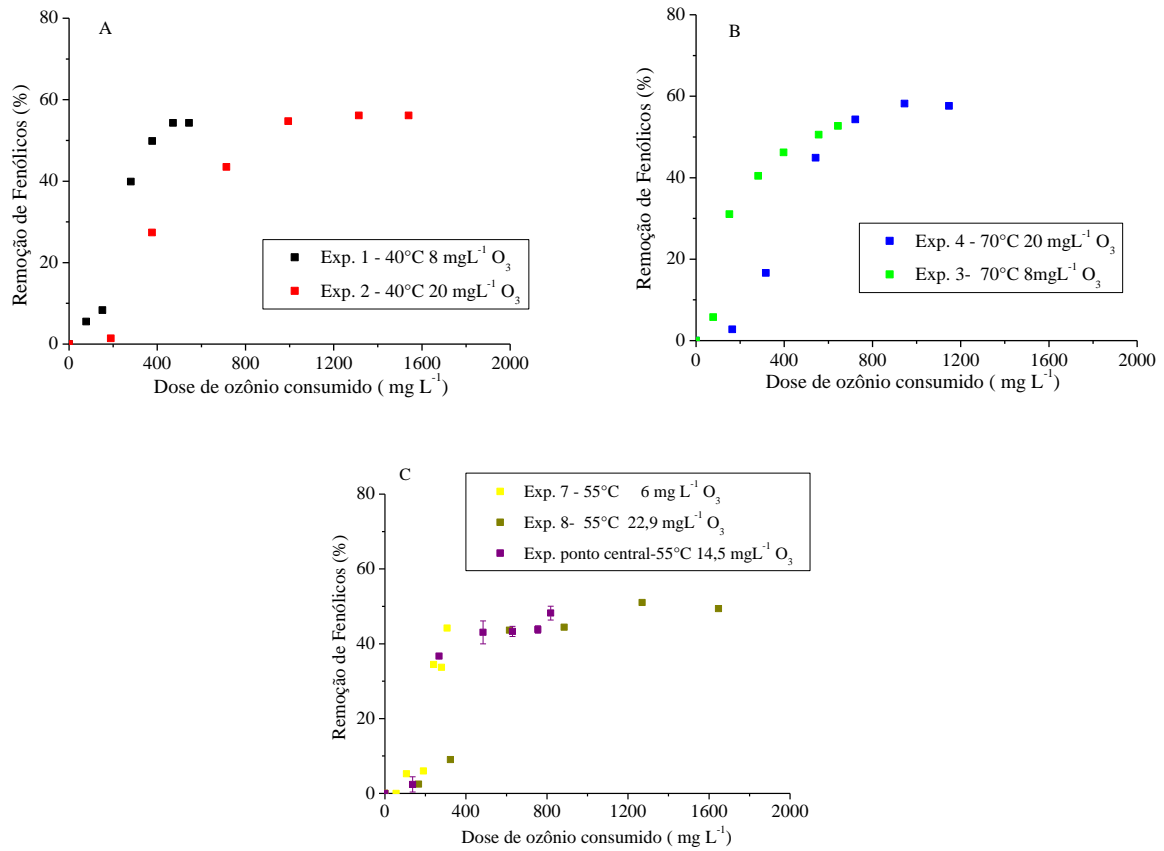 A
Remoção de Fenólicos (%)
80
60
40
20
0
Exp. 1 - 40°C 8 mgL-1 O3
Exp. 2 - 40°C 20 mgL-1 O3
0 400 800 1200 1600 2000
Dose de ozônio consumido ( mg L-1)
B
Remoção de Fenólicos (%)
80
60
40
20
0
Exp. 4 - 70°C 20 mgL-1 O3
Exp. 3- 70°C 8mgL-1 O3
0 400 800 1200 1600 2000
Dose de ozônio consumido ( mg L-1)
C
Remoção de Fenólicos (%)
80
60
40
20
0
Exp. 7 - 55°C 6 mg L-1 O3
Exp. 8- 55°C 22,9 mgL-1 O3
Exp. ponto central-55°C 14,5 mgL-1 O3
0 400 800 1200 1600 2000
Dose de ozônio consumido ( mg L-1)